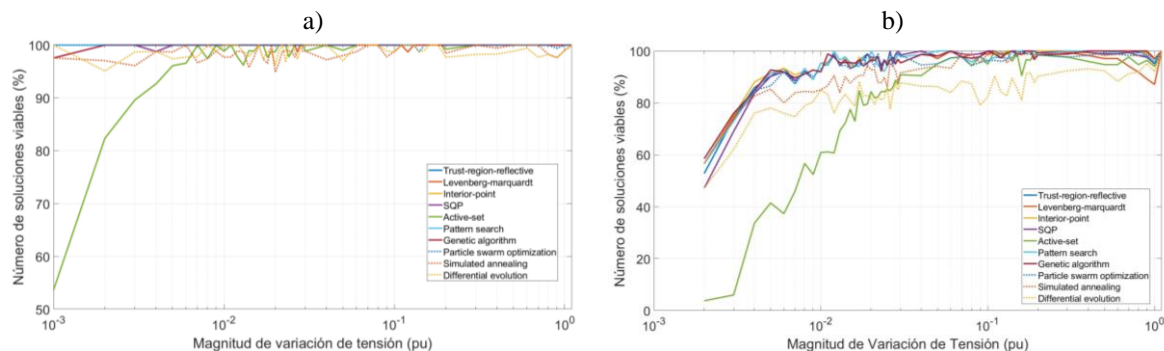 a)
100
90
80
70
60
50
Número de soluciones viables (%)
Trust-region-reflective
Levenberg-marquardt
Interior-point
SQP
Active-set
Pattern search
Genetic algorithm
Particle swarm optimization
Simulated annealing
Differential evolution
10-3
10-2
10-1
100
Magnitud de variación de tensión (pu)
b)
100
80
60
40
20
0
Número de soluciones viables (%)
Trust-region-reflective
Levenberg-marquardt
Interior-point
SQP
Active-set
Pattern search
Genetic algorithm
Particle swarm optimization
Simulated annealing
Differential evolution
10-3
10-2
10-1
100
Magnitud de Variación de Tensión (pu)